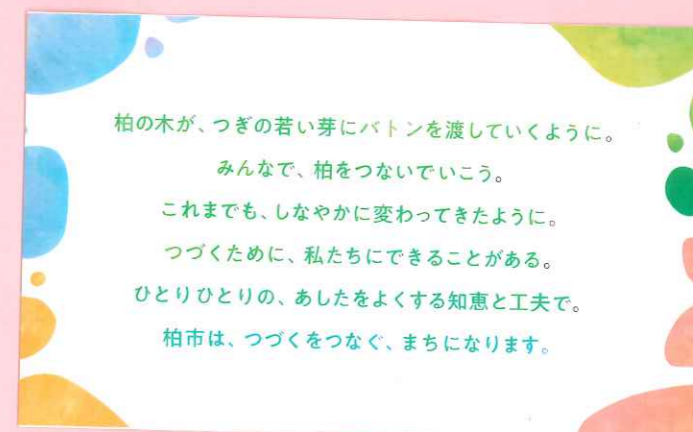 柏の木が、つぎの若い芽にバトンを渡していくように。
みんなで、柏をつないでいこう。
これまでも、しなやかに変わってきたように。
つづくために、私たちにできることがある。
ひとりひとりの、あしたをよくする知恵と工夫で。
柏市は、つづくをつなぐ、まちになります。